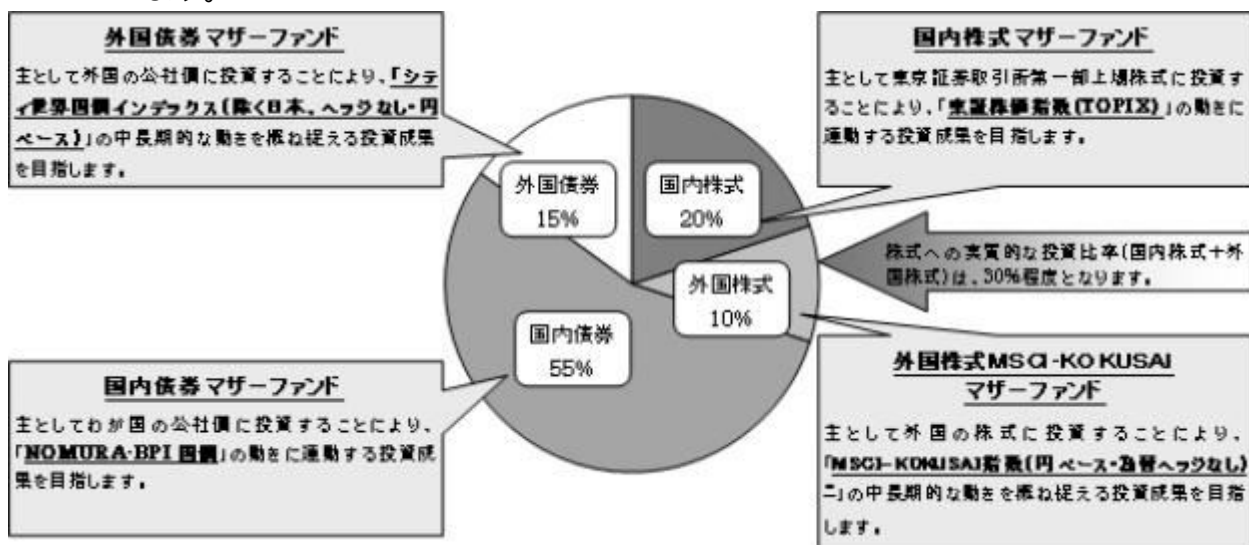 ます。
外国債券マザーファンド
主として外国の公社債に投資することにより、「シテ
ィ世界国債インデックス(除く日本、ヘッジなし・円
ベース)」の中長期的な動きを概ね捉える投資成果
を目指します。
国内株式マザーファンド
主として東京証券取引所第一部上場株式に投資す
ることにより、「東証株価指数(TOPIX)」の動きに
連動する投資成果を目指します。
外国債券
15%
国内株式
20%
株式への実質的な投資比率(国内株式+外
国株式)は、30%程度となります。
外国株式
10%
国内債券
55%
国内債券マザーファンド
主としてわが国の公社債に投資することにより、
「NOMURA-BPI国債」の動きに連動する投資成
果を目指します。
外国株式MSCI-KOKUSAI
マザーファンド
主として外国の株式に投資することにより、
「MSCI-KOKUSAI指数(円ベース・為替ヘッジなし)
」の中長期的な動きを概ね捉える投資成果を目指
します。